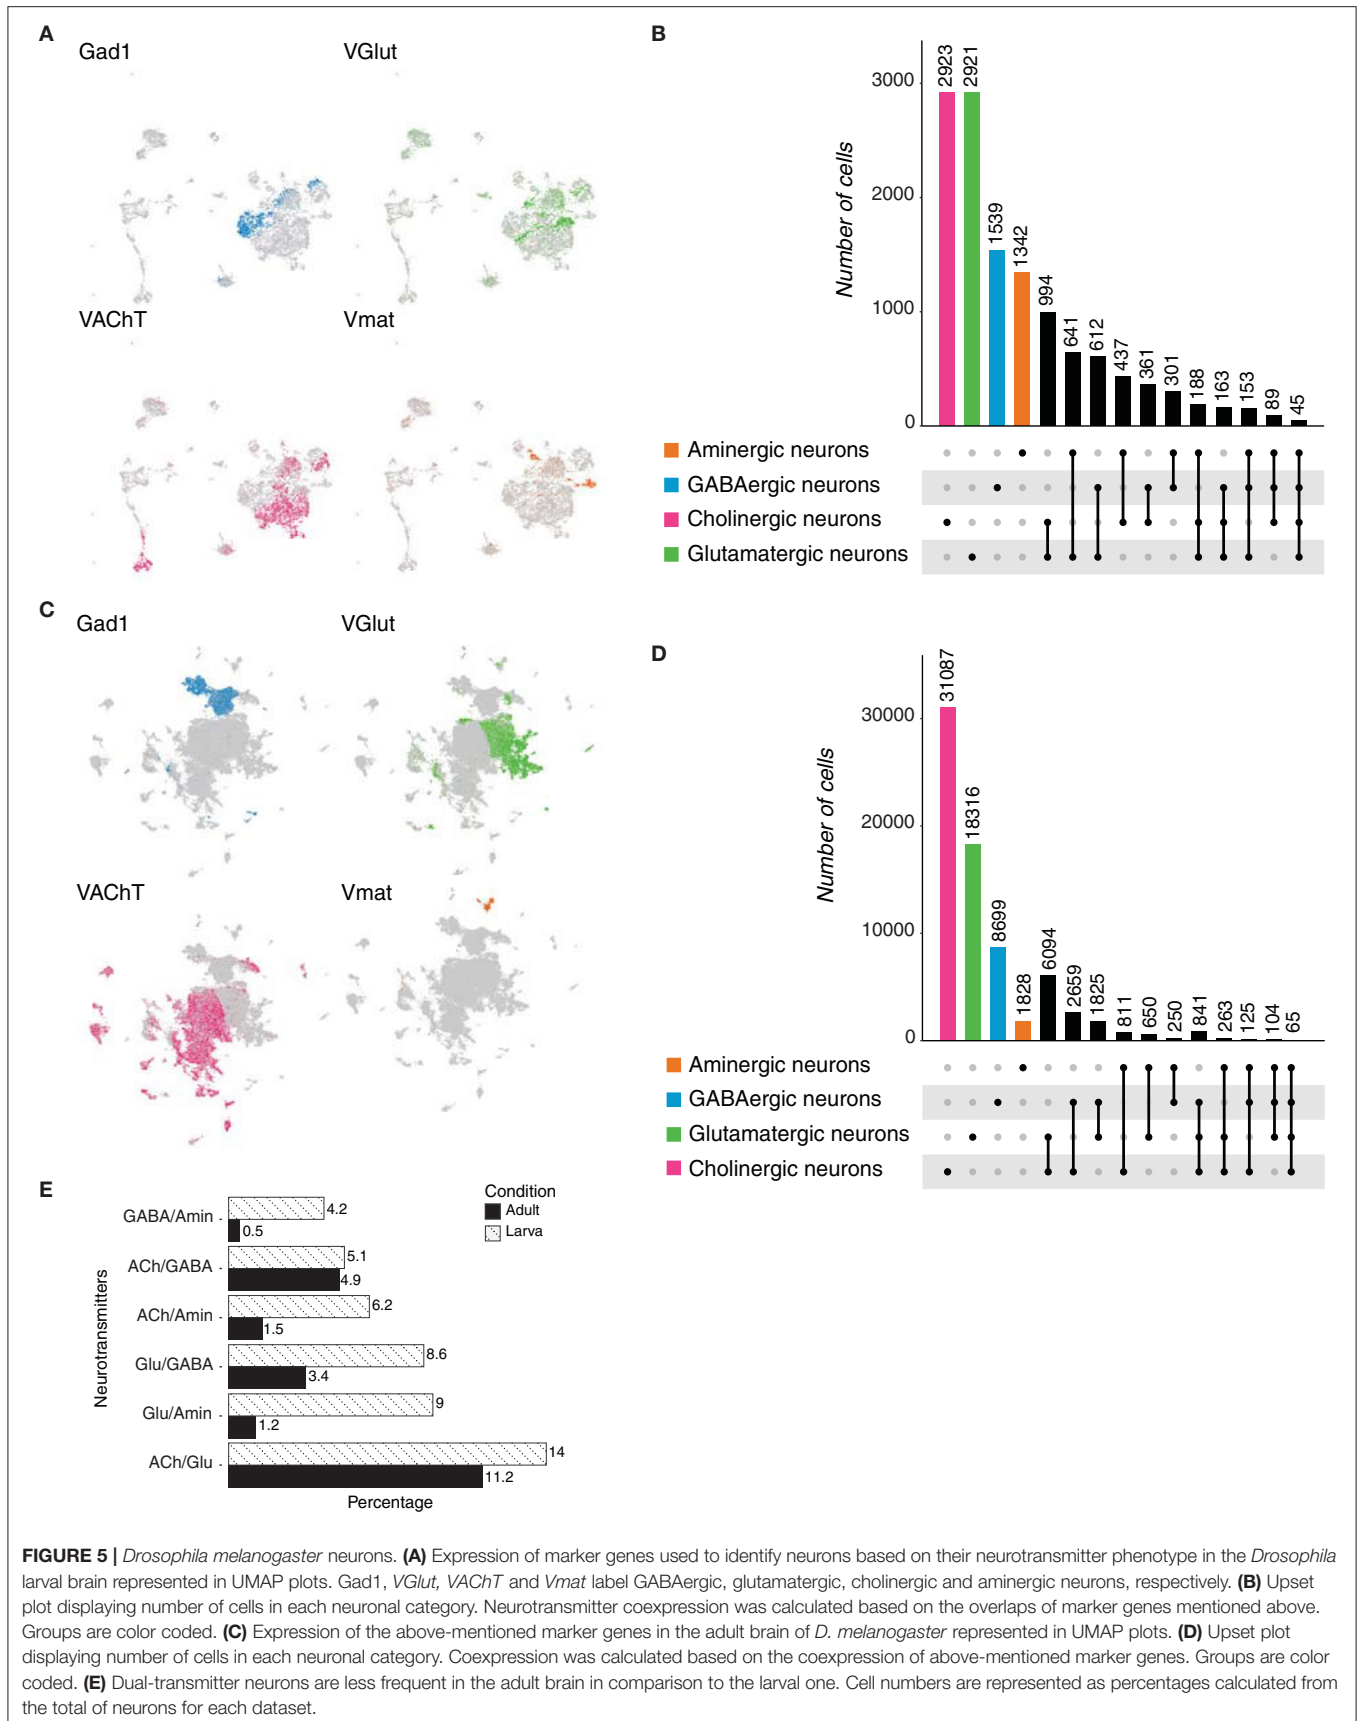 A
Gad1
VGlut
VAChT
Vmat
B
Number of cells
3000
2000
1000
0
2923
2921
1539
1342
994
641
612
437
361
301
188
163
153
89
45
Aminergic neurons
GABAergic neurons
Cholinergic neurons
Glutamatergic neurons
C
Gad1
VGlut
VAChT
Vmat
D
Number of cells
30000
20000
10000
0
31087
18316
8699
1828
6094
2659
1825
811
650
250
841
263
125
104
65
Aminergic neurons
GABAergic neurons
Glutamatergic neurons
Cholinergic neurons
E
Condition
Adult
Larva
Neurotransmitters
GABA/Amin
4.2
0.5
ACh/GABA
5.1
4.9
ACh/Amin
6.2
1.5
Glu/GABA
8.6
3.4
Glu/Amin
9
1.2
ACh/Glu
14
11.2
Percentage
FIGURE 5 | Drosophila melanogaster neurons. (A) Expression of marker genes used to identify neurons based on their neurotransmitter phenotype in the Drosophila
larval brain represented in UMAP plots. Gad1, VGlut, VAChT and Vmat label GABAergic, glutamatergic, cholinergic and aminergic neurons, respectively. (B) Upset
plot displaying number of cells in each neuronal category. Neurotransmitter coexpression was calculated based on the overlaps of marker genes mentioned above.
Groups are color coded. (C) Expression of the above-mentioned marker genes in the adult brain of D. melanogaster represented in UMAP plots. (D) Upset plot
displaying number of cells in each neuronal category. Coexpression was calculated based on the coexpression of above-mentioned marker genes. Groups are color
coded. (E) Dual-transmitter neurons are less frequent in the adult brain in comparison to the larval one. Cell numbers are represented as percentages calculated from
the total of neurons for each dataset.